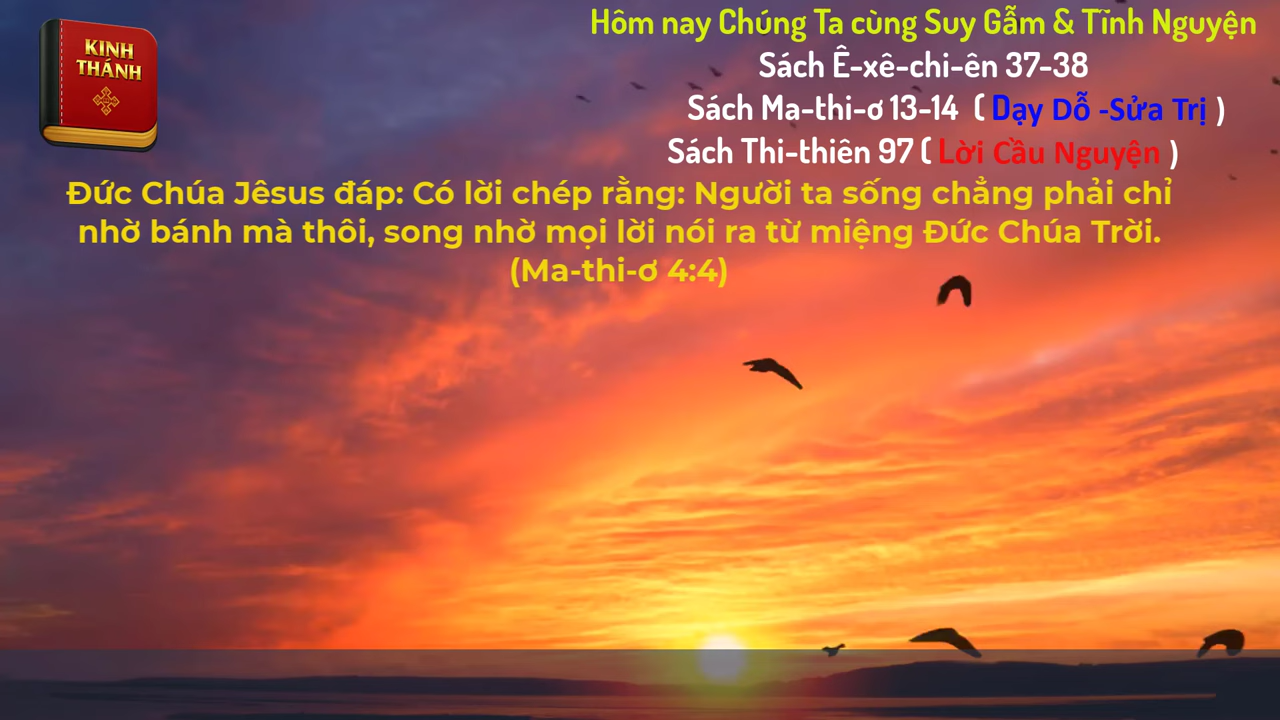 KINH
THÁNH
Hôm nay Chúng Ta cùng Suy Gẫm & Tĩnh Nguyện
Sách Ê-xê-chi-ên 37-38
Sách Ma-thi-ơ 13-14 ( Dạy Dỗ -Sửa Trị )
Sách Thi-thiên 97 ( Lời Cầu Nguyện )
Đức Chúa Jêsus đáp: Có lời chép rằng: Người ta sống chẳng phải chỉ
nhờ bánh mà thôi, song nhờ mọi lời nói ra từ miệng Đức Chúa Trời.
(Ma-thi-ơ 4:4)